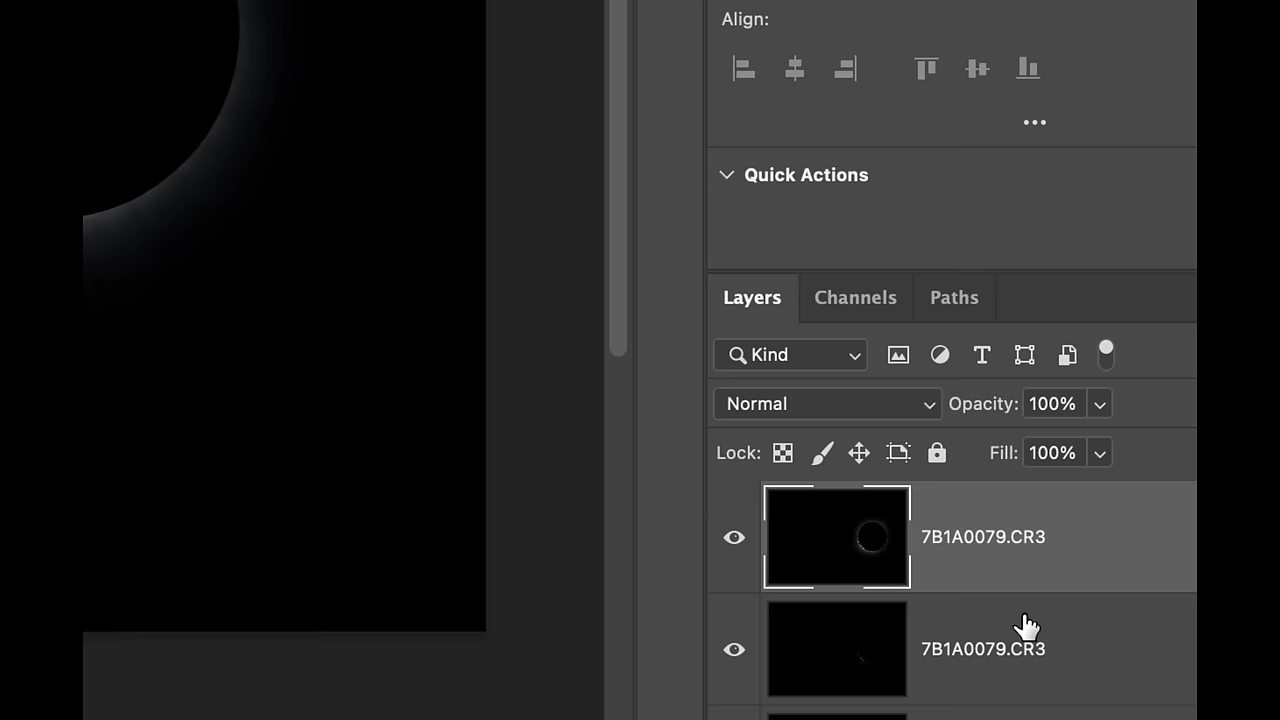 Align:
Quick Actions
Layers Channels Paths
Kind
Normal Opacity: 100%
Lock: Fill: 100%
7B1A0079.CR3
7B1A0079.CR3